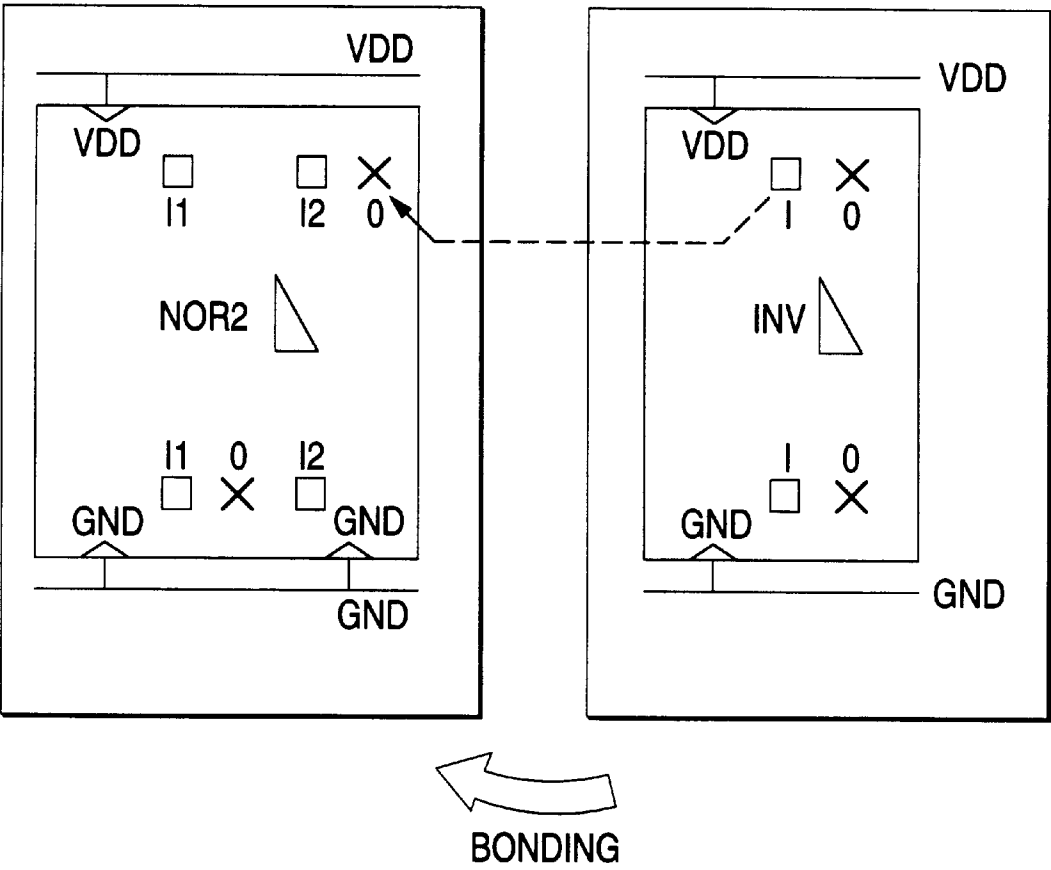 VDD
VDD
I1 I2 0
NOR2
I1 0 I2
GND GND
GND
VDD
VDD
I 0
INV
I 0
GND
GND
BONDING